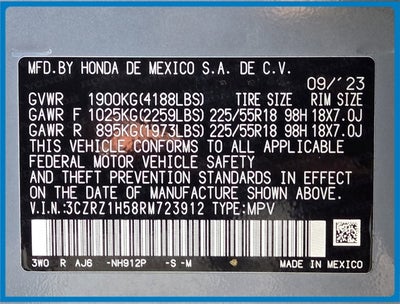 MFD.BY HONDA DE MEXICO S.A. DE C.V.
09/'23
GVWR 1900KG(4188LBS) TIRE SIZE RIM SIZE
GAWR F 1025KG(2259LBS) 225/55R18 98H 18X7.0J
GAWR R 895KG(1973LBS) 225/55R18 98H 18X7.0J
THIS VEHICLE CONFORMS TO ALL APPLICABLE
FEDERAL MOTOR VEHICLE SAFETY
AND THEFT PREVENTION STANDARDS IN EFFECT
ON THE DATE OF MANUFACTURE SHOWN ABOVE.
V.I.N.:3CZRZ1H58RM723912 TYPE:MPV
3W0 R AJ6 -NH912P -S -M MADE IN MEXICO